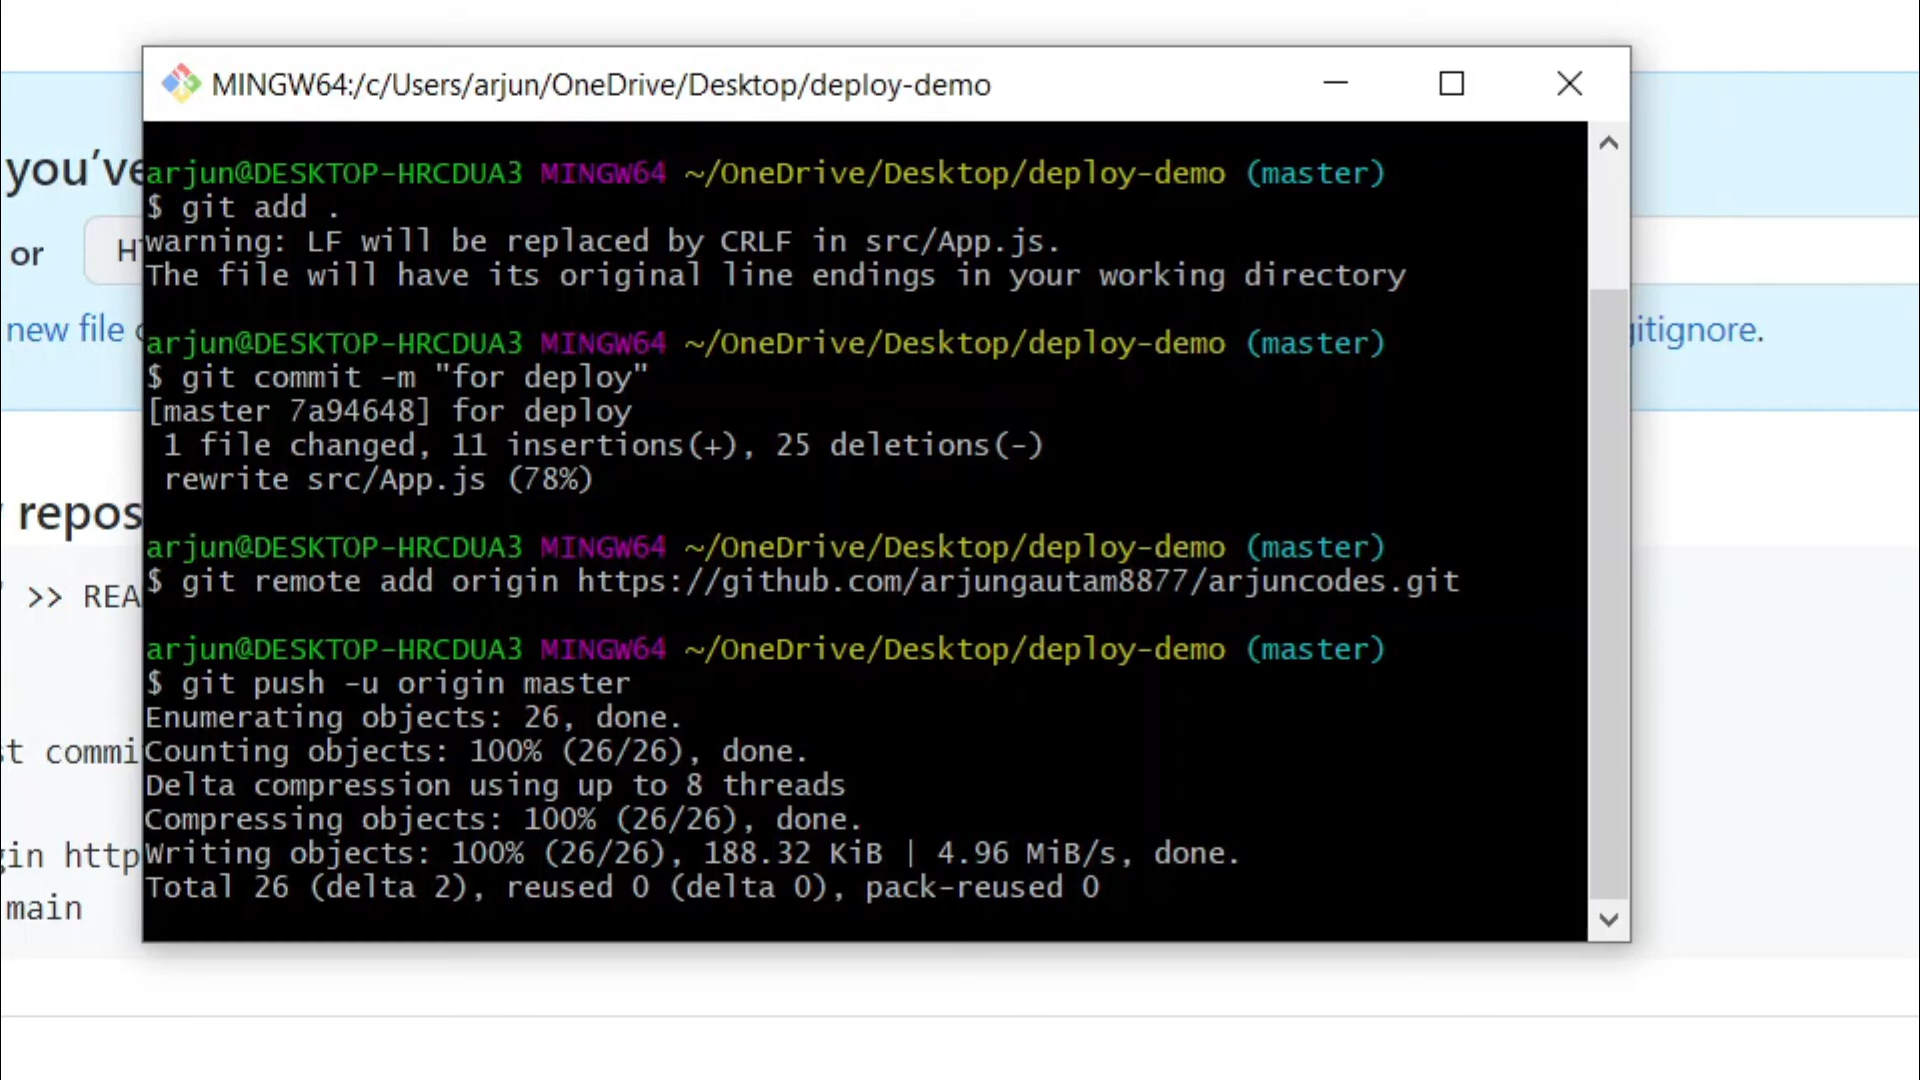 MINGW64:/c/Users/arjun/OneDrive/Desktop/deploy-demo
arjun@DESKTOP-HRCDUA3 MINGW64 ~/OneDrive/Desktop/deploy-demo (master)
$ git add .
warning: LF will be replaced by CRLF in src/App.js.
The file will have its original line endings in your working directory
arjun@DESKTOP-HRCDUA3 MINGW64 ~/OneDrive/Desktop/deploy-demo (master)
$ git commit -m "for deploy"
[master 7a94648] for deploy
1 file changed, 11 insertions(+), 25 deletions(-)
rewrite src/App.js (78%)
arjun@DESKTOP-HRCDUA3 MINGW64 ~/OneDrive/Desktop/deploy-demo (master)
$ git remote add origin https://github.com/arjungautam8877/arjuncodes.git
arjun@DESKTOP-HRCDUA3 MINGW64 ~/OneDrive/Desktop/deploy-demo (master)
$ git push -u origin master
Enumerating objects: 26, done.
Counting objects: 100% (26/26), done.
Delta compression using up to 8 threads
Compressing objects: 100% (26/26), done.
Writing objects: 100% (26/26), 188.32 KiB | 4.96 MiB/s, done.
Total 26 (delta 2), reused 0 (delta 0), pack-reused 0
you've
or
new file
gitignore.
repos
>> REA
st commi
gin http
main